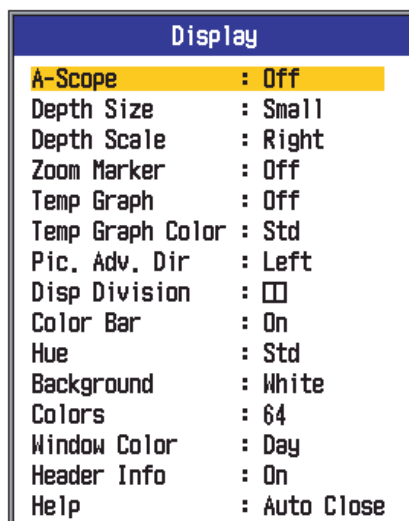 Display
A-Scope : Off
Depth Size : Small
Depth Scale : Right
Zoom Marker : Off
Temp Graph : Off
Temp Graph Color : Std
Pic. Adv. Dir : Left
Disp Division :
Color Bar : On
Hue : Std
Background : White
Colors : 64
Window Color : Day
Header Info : On
Help : Auto Close